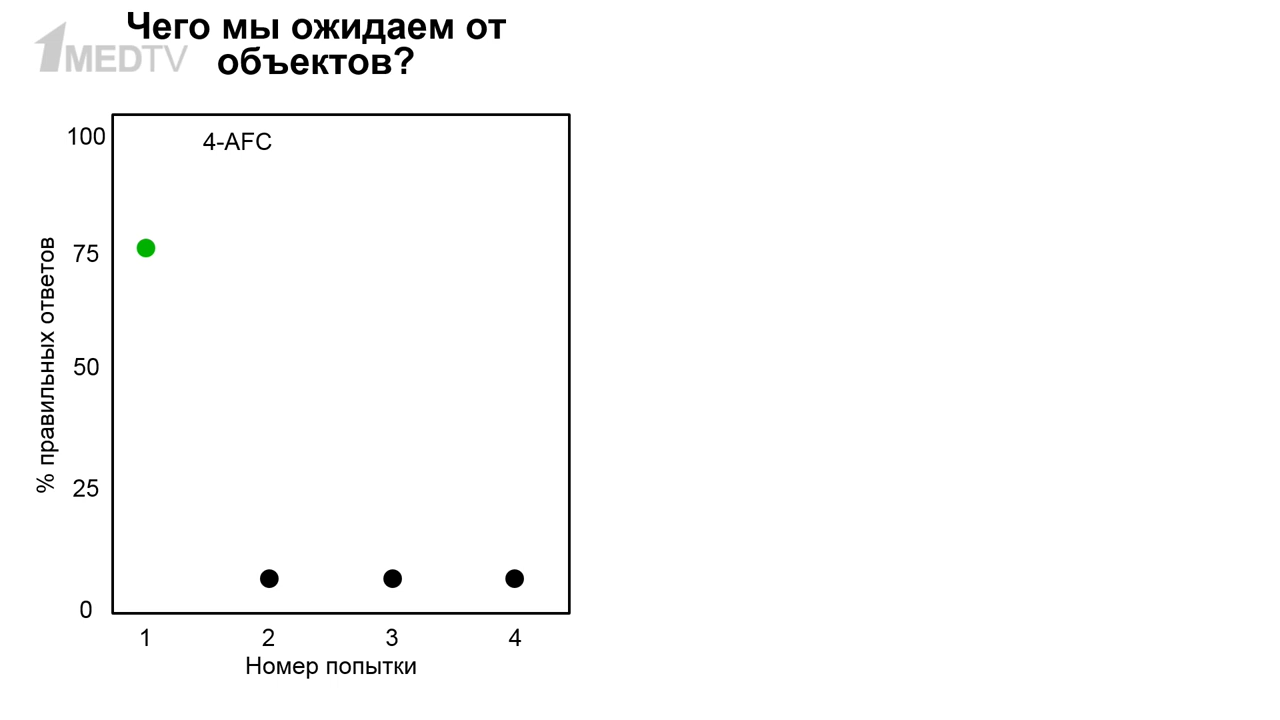 Чего мы ожидаем от
объектов?
1MEDTV
4-AFC
100
75
50
25
0
% правильных ответов
1 2 3 4
Номер попытки